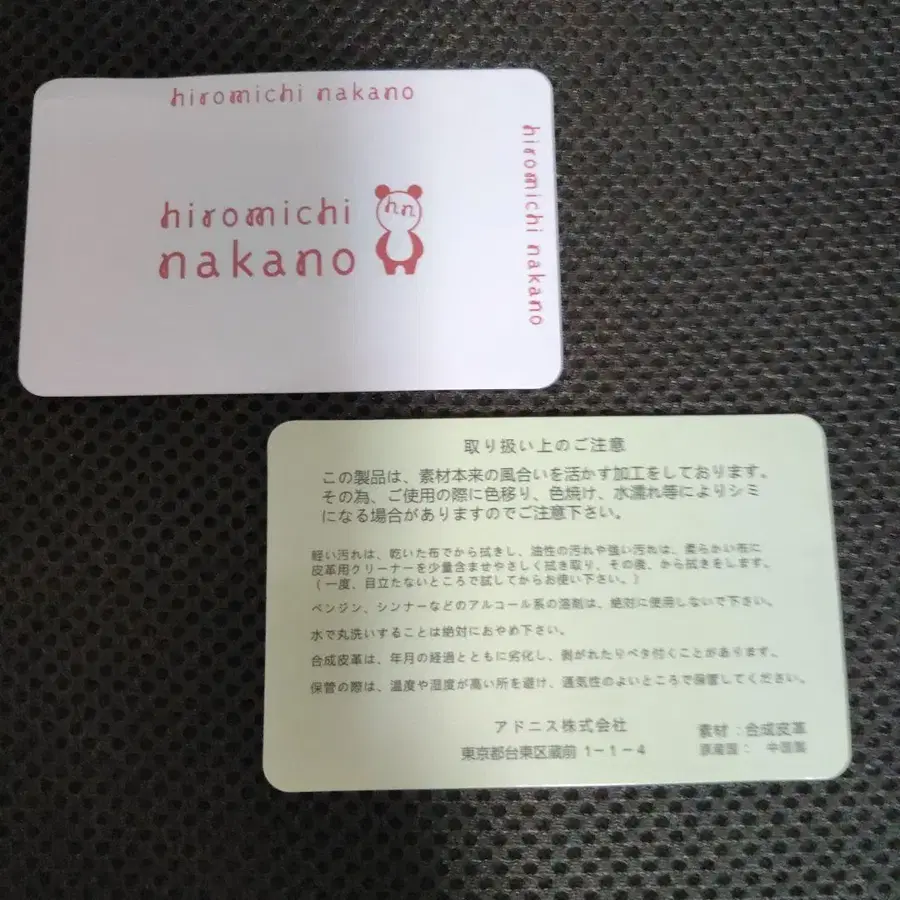 hiromichi nakano
hiromichi nakano
hiromichi
nakano
hn
取り扱い上のご注意
この製品は、素材本来の風合いを活かす加工をしております。
その為、ご使用の際に色移り、色焼け、水濡れ等によりシミ
になる場合がありますのでご注意下さい。
軽い汚れは、乾いた布でから拭きし、油性の汚れや強い汚れは、柔らかい布に
皮革用クリーナーを少量含ませやさしく拭き取り、その後、から拭きをします。
(一度、目立たないところで試してからお使い下さい。)
ベンジン、シンナーなどのアルコール系の溶剤は、絶対に使用しないで下さい。
水で丸洗いすることは絶対におやめ下さい。
合成皮革は、年月の経過とともに劣化し、剥がれたりベタ付くことがあります。
保管の際は、温度や湿度が高い所を避け、通気性のよいところで保管してください。
アドニス株式会社
東京都台東区蔵前 1-1-4
素材:合成皮革
原産国: 中国製